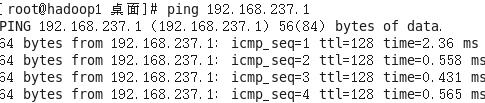 [root@hadoop1 桌面]# ping 192.168.237.1
PING 192.168.237.1 (192.168.237.1) 56(84) bytes of data.
64 bytes from 192.168.237.1: icmp_seq=1 ttl=128 time=2.36 ms
64 bytes from 192.168.237.1: icmp_seq=2 ttl=128 time=0.558 ms
64 bytes from 192.168.237.1: icmp_seq=3 ttl=128 time=0.431 ms
64 bytes from 192.168.237.1: icmp_seq=4 ttl=128 time=0.565 ms